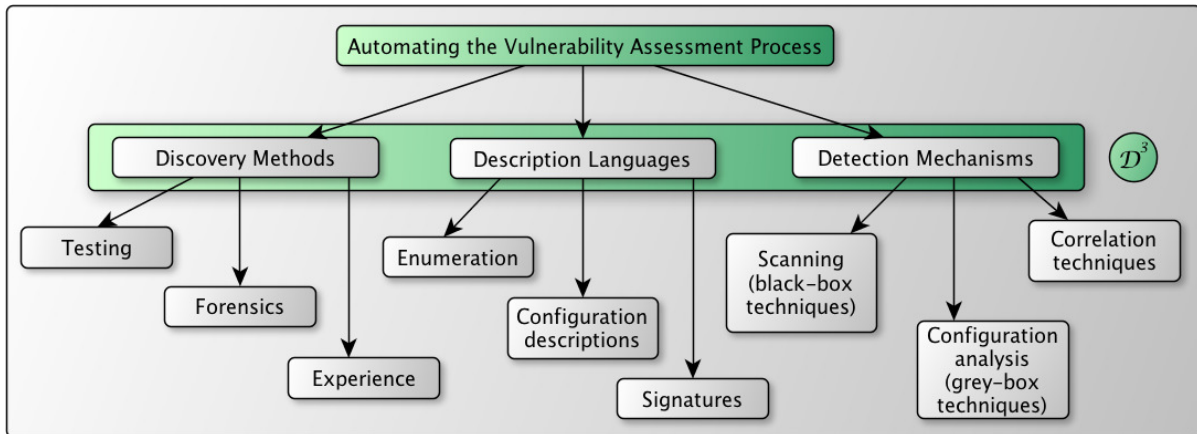 Automating the Vulnerability Assessment Process
Discovery Methods
Description Languages
Detection Mechanisms
𝒟³
Testing
Forensics
Experience
Enumeration
Configuration
descriptions
Signatures
Scanning
(black-box
techniques)
Configuration
analysis
(grey-box
techniques)
Correlation
techniques